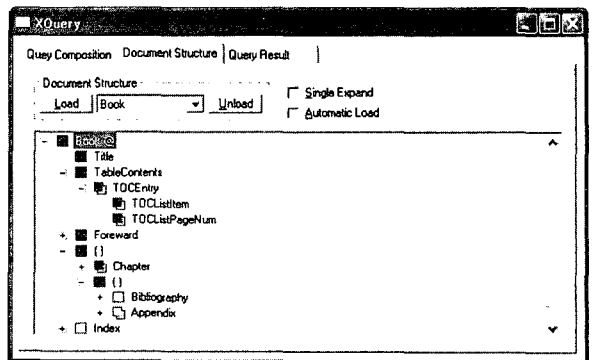 XQuery
Quey Composition Document Structure Query Result
Document Structure
Load Book Unload
Single Expand
Automatic Load
Book @
Title
TableContents
TOCEntry
TOCListItem
TOCListPageNum
Foreward
( )
Chapter
( )
Bibliography
Appendix
Index